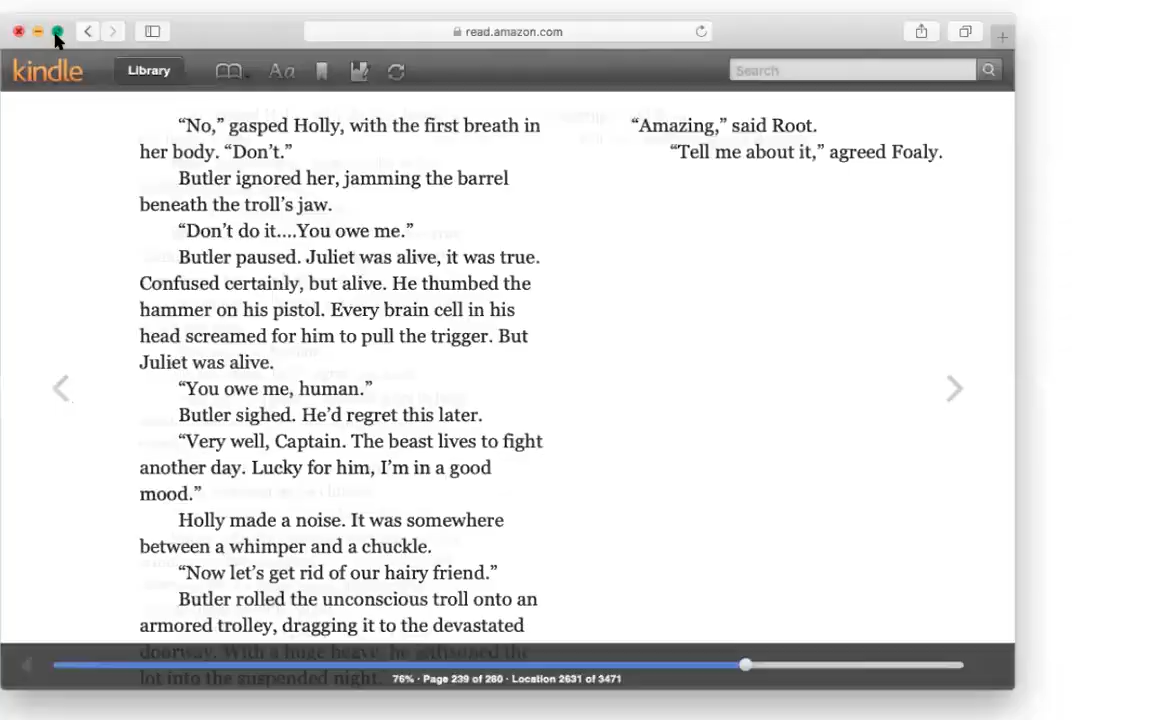 read.amazon.com
kindle
Library
Aa
Search
“No,” gasped Holly, with the first breath in
her body. “Don’t.”
Butler ignored her, jamming the barrel
beneath the troll’s jaw.
“Don’t do it....You owe me.”
Butler paused. Juliet was alive, it was true.
Confused certainly, but alive. He thumbed the
hammer on his pistol. Every brain cell in his
head screamed for him to pull the trigger. But
Juliet was alive.
“You owe me, human.”
Butler sighed. He’d regret this later.
“Very well, Captain. The beast lives to fight
another day. Lucky for him, I’m in a good
mood.”
Holly made a noise. It was somewhere
between a whimper and a chuckle.
“Now let’s get rid of our hairy friend.”
Butler rolled the unconscious troll onto an
armored trolley, dragging it to the devastated
doorway. With a huge heave, he
lot into the suspended night.
“Amazing,” said Root.
“Tell me about it,” agreed Foaly.
76% · Page 239 of 280 · Location 2631 of 3471